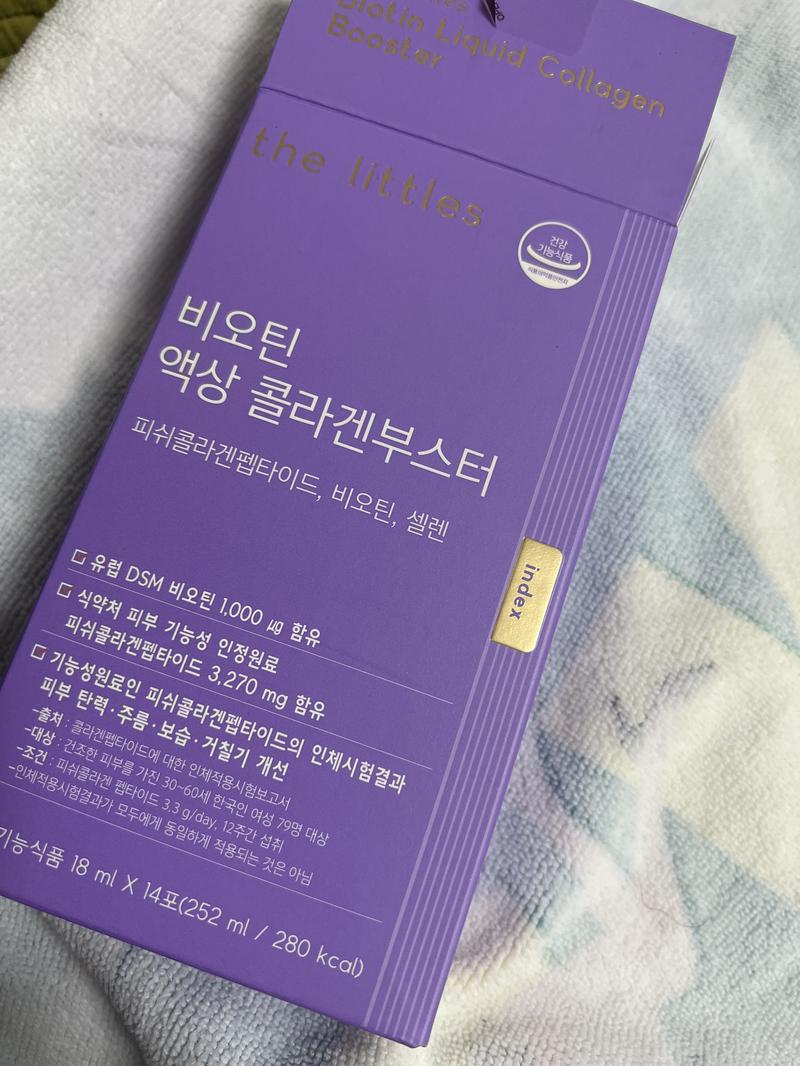 Biotin Liquid Collagen
Booster
the littles
건강
기능식품
식품의약품안전처
비오틴
액상 콜라겐부스터
피쉬콜라겐펩타이드, 비오틴, 셀렌
index
유럽 DSM 비오틴 1,000 ㎍ 함유
식약처 피부 기능성 인정원료
피쉬콜라겐펩타이드 3,270 mg 함유
기능성원료인 피쉬콜라겐펩타이드의 인체시험결과
피부 탄력·주름·보습·거칠기 개선
-출처 : 콜라겐펩타이드에 대한 인체적용시험보고서
-대상 : 건조한 피부를 가진 30~60세 한국인 여성 79명 대상
-조건 : 피쉬콜라겐 펩타이드 3.3 g/day, 12주간 섭취
-인체적용시험결과가 모두에게 동일하게 적용되는 것은 아님
기능식품 18 ml X 14포(252 ml / 280 kcal)